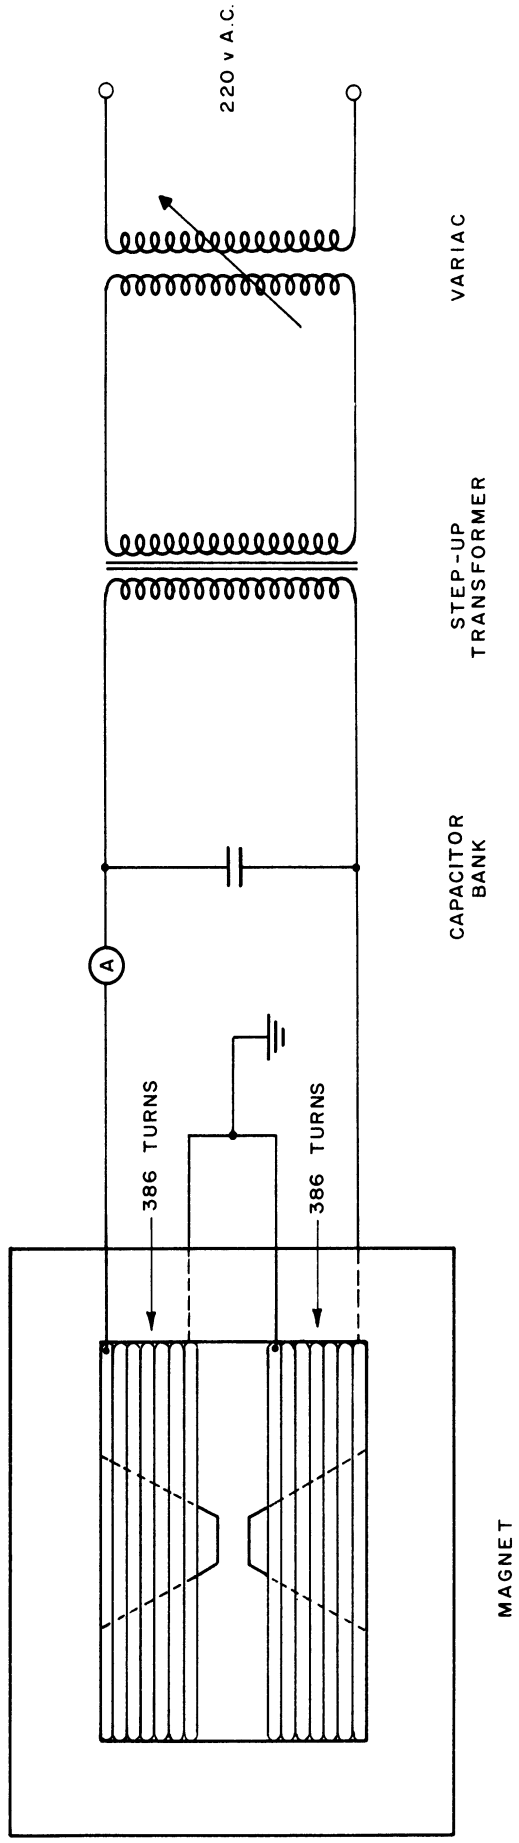 MAGNET
386 TURNS
386 TURNS
A
CAPACITOR
BANK
STEP-UP
TRANSFORMER
VARIAC
220 v A.C.